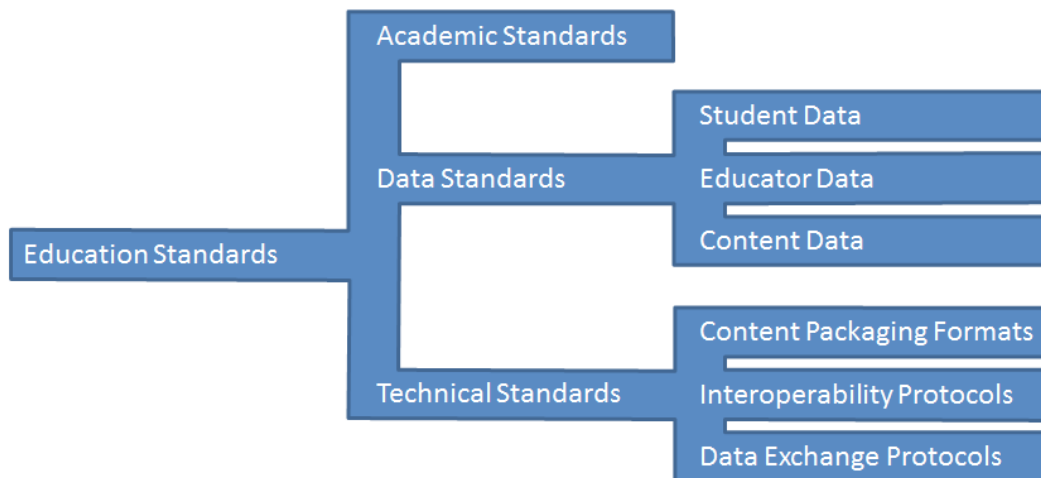 Academic Standards
Student Data
Data Standards
Educator Data
Content Data
Education Standards
Content Packaging Formats
Technical Standards
Interoperability Protocols
Data Exchange Protocols